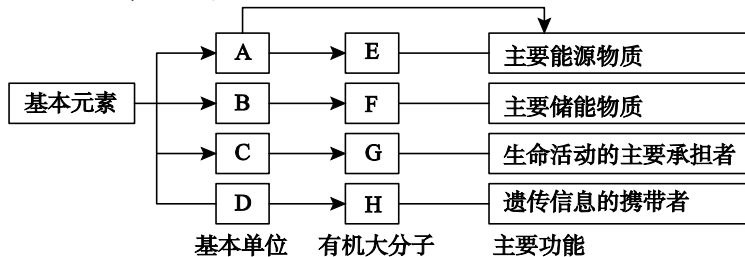 A E 主要能源物质
基本元素 B F 主要储能物质
C G 生命活动的主要承担者
D H 遗传信息的携带者
基本单位 有机大分子 主要功能